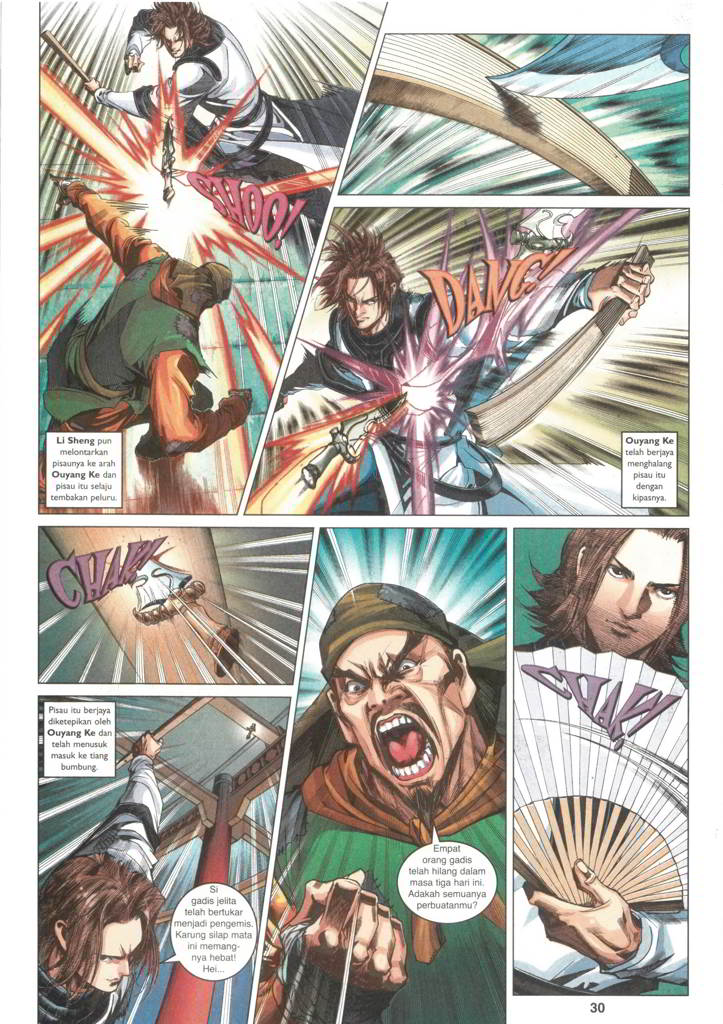 SHOO!
Li Sheng pun
melontarkan
pisaunya ke arah
Ouyang Ke dan
pisau itu selaju
tembakan peluru.
DANG!
Ouyang Ke
telah berjaya
menghalang
pisau itu
dengan
kipasnya.
CHAK!
Pisau itu berjaya
diketepikan oleh
Ouyang Ke dan
telah menusuk
masuk ke tiang
bumbung.
Si
gadis jelita
telah bertukar
menjadi pengemis.
Karung silap mata
ini memang-
nya hebat!
Hei...
Empat
orang gadis
telah hilang dalam
masa tiga hari ini.
Adakah semuanya
perbuatanmu?
CHAK!
30